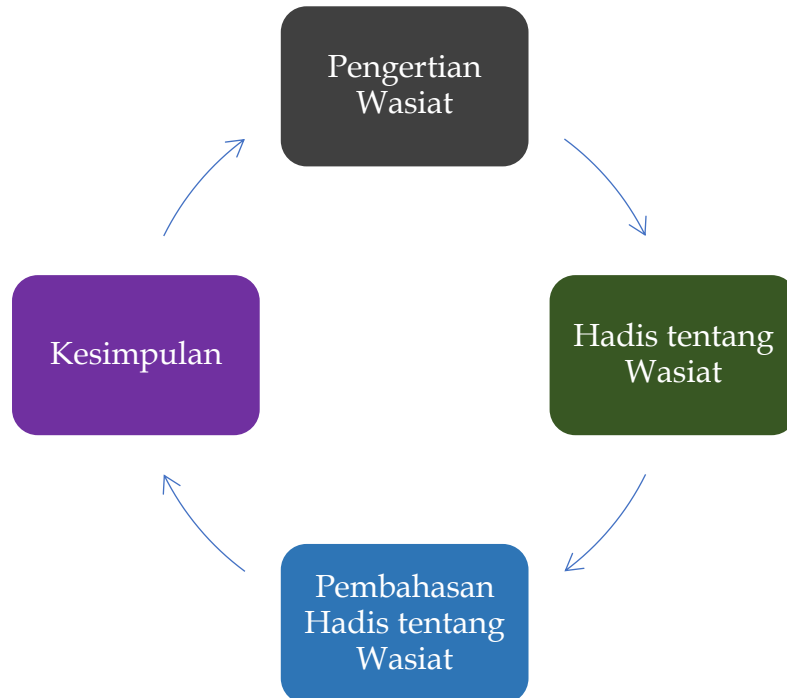 Pengertian
Wasiat
Hadis tentang
Wasiat
Pembahasan
Hadis tentang
Wasiat
Kesimpulan